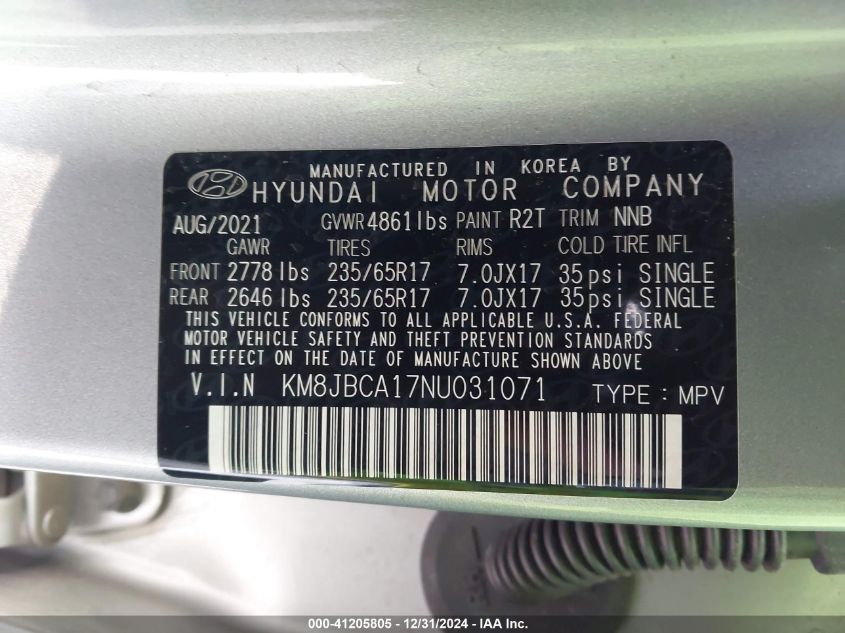 MANUFACTURED IN KOREA BY
HYUNDAI MOTOR COMPANY
AUG/2021 GVWR 4861 lbs PAINT R2T TRIM NNB
GAWR TIRES RIMS COLD TIRE INFL
FRONT 2778 lbs 235/65R17 7.0JX17 35psi SINGLE
REAR 2646 lbs 235/65R17 7.0JX17 35psi SINGLE
THIS VEHICLE CONFORMS TO ALL APPLICABLE U.S.A. FEDERAL
MOTOR VEHICLE SAFETY AND THEFT PREVENTION STANDARDS
IN EFFECT ON THE DATE OF MANUFACTURE SHOWN ABOVE
V.I.N KM8JBCA17NU031071 TYPE : MPV
000-41205805 - 12/31/2024 - IAA Inc.